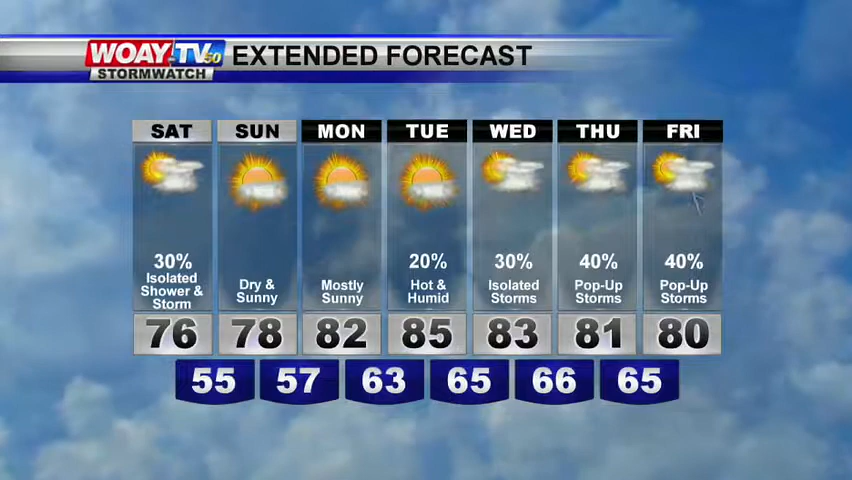 WOAY-TV 50
STORMWATCH
EXTENDED FORECAST
SAT SUN MON TUE WED THU FRI
30% 20% 30% 40% 40%
Isolated
Shower &
Storm
Dry &
Sunny
Mostly
Sunny
Hot &
Humid
Isolated
Storms
Pop-Up
Storms
Pop-Up
Storms
76 78 82 85 83 81 80
55 57 63 65 66 65